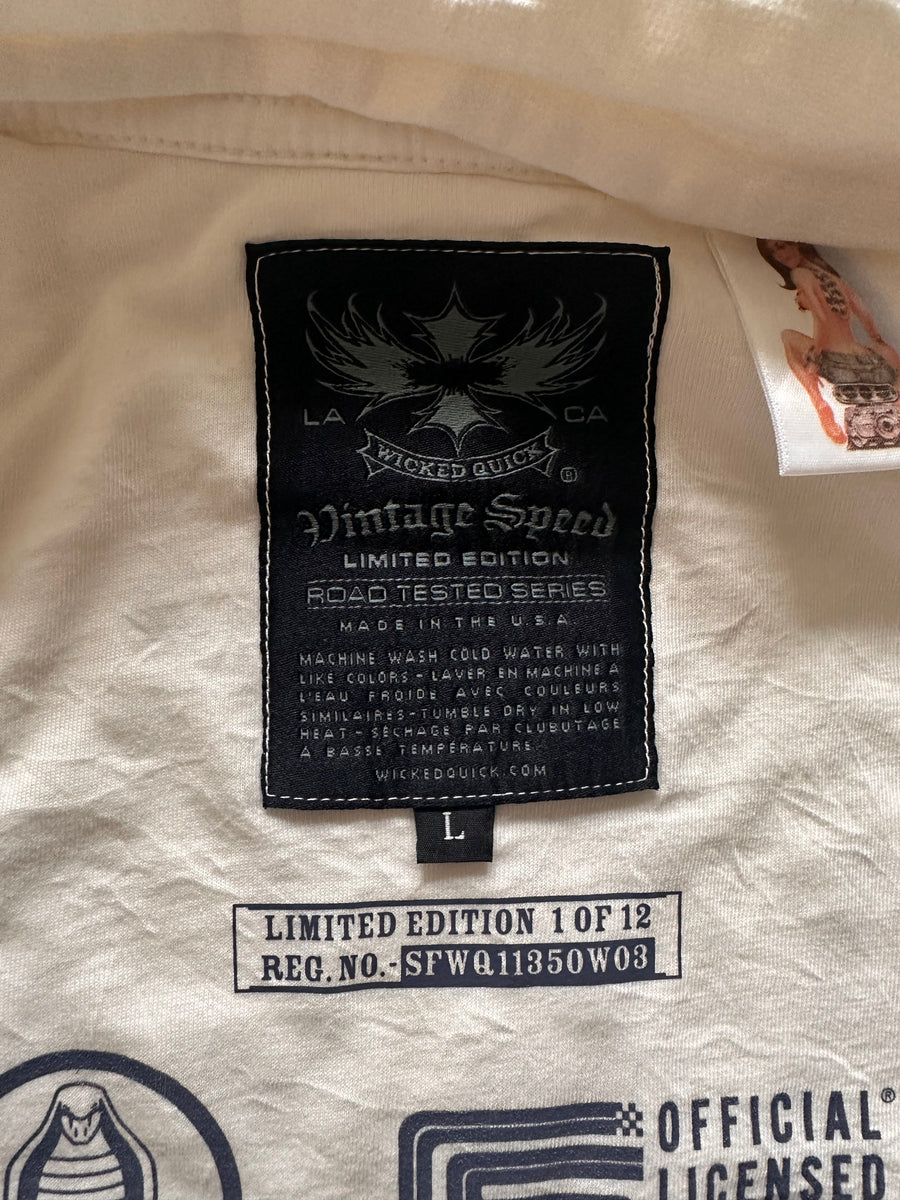 LA CA
WICKED QUICK ®
Vintage Speed
LIMITED EDITION
ROAD TESTED SERIES
MADE IN THE U.S.A.
MACHINE WASH COLD WATER WITH
LIKE COLORS - LAVER EN MACHINE A
L'EAU FROIDE AVEC COULEURS
SIMILAIRES - TUMBLE DRY IN LOW
HEAT - SÉCHAGE PAR CLUBUTAGE
A BASSE TEMPÉRATURE
WICKEDQUICK.COM
L
LIMITED EDITION 1 OF 12
REG. NO.- SFWQ11350W03
OFFICIAL®
LICENSED